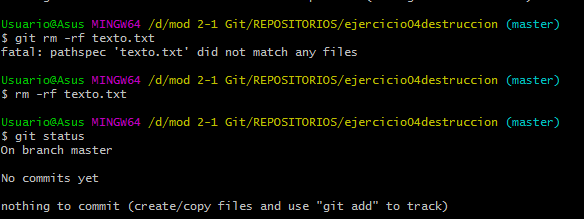 Usuario@Asus MINGW64 /d/mod 2-1 Git/REPOSITORIOS/ejercicio04destruccion (master)
$ git rm -rf texto.txt
fatal: pathspec 'texto.txt' did not match any files
Usuario@Asus MINGW64 /d/mod 2-1 Git/REPOSITORIOS/ejercicio04destruccion (master)
$ rm -rf texto.txt
Usuario@Asus MINGW64 /d/mod 2-1 Git/REPOSITORIOS/ejercicio04destruccion (master)
$ git status
On branch master
No commits yet
nothing to commit (create/copy files and use "git add" to track)